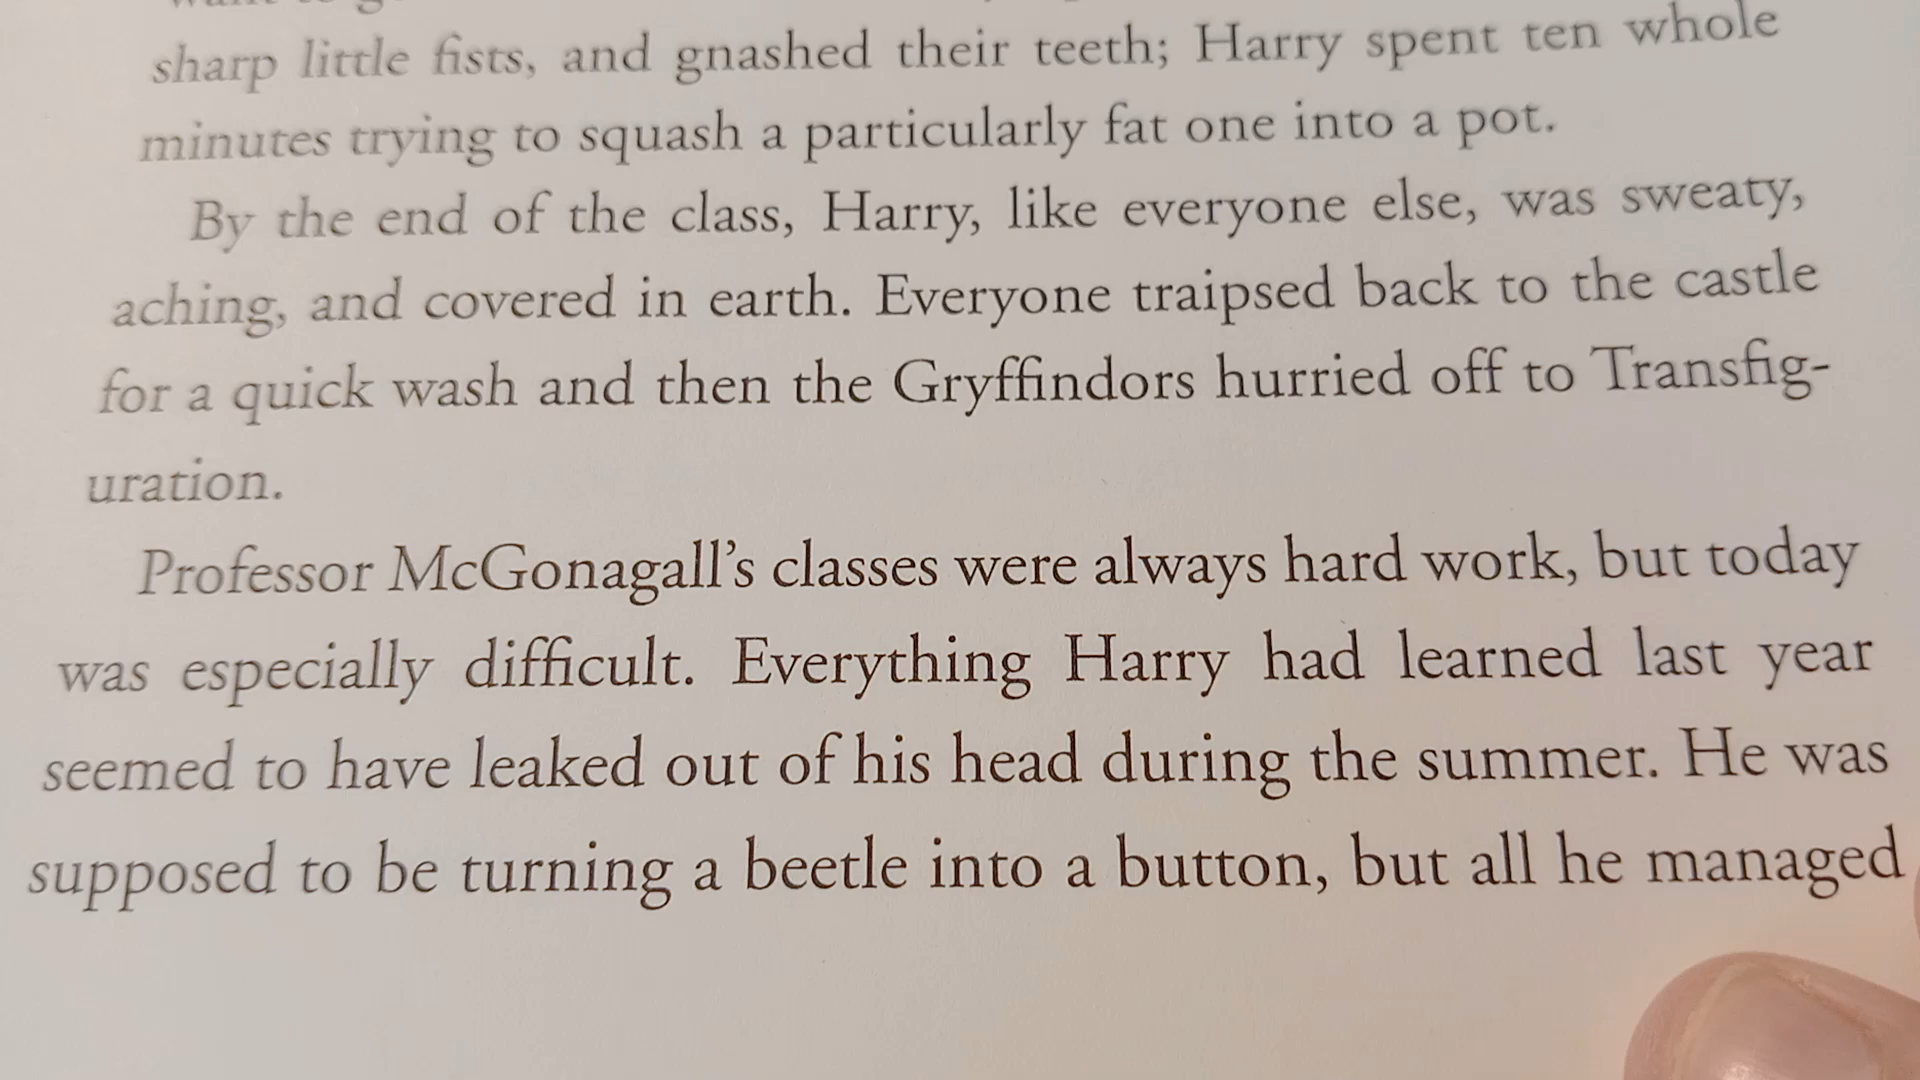 sharp little fists, and gnashed their teeth; Harry spent ten whole
minutes trying to squash a particularly fat one into a pot.
By the end of the class, Harry, like everyone else, was sweaty,
aching, and covered in earth. Everyone traipsed back to the castle
for a quick wash and then the Gryffindors hurried off to Transfig-
uration.
Professor McGonagall’s classes were always hard work, but today
was especially difficult. Everything Harry had learned last year
seemed to have leaked out of his head during the summer. He was
supposed to be turning a beetle into a button, but all he managed